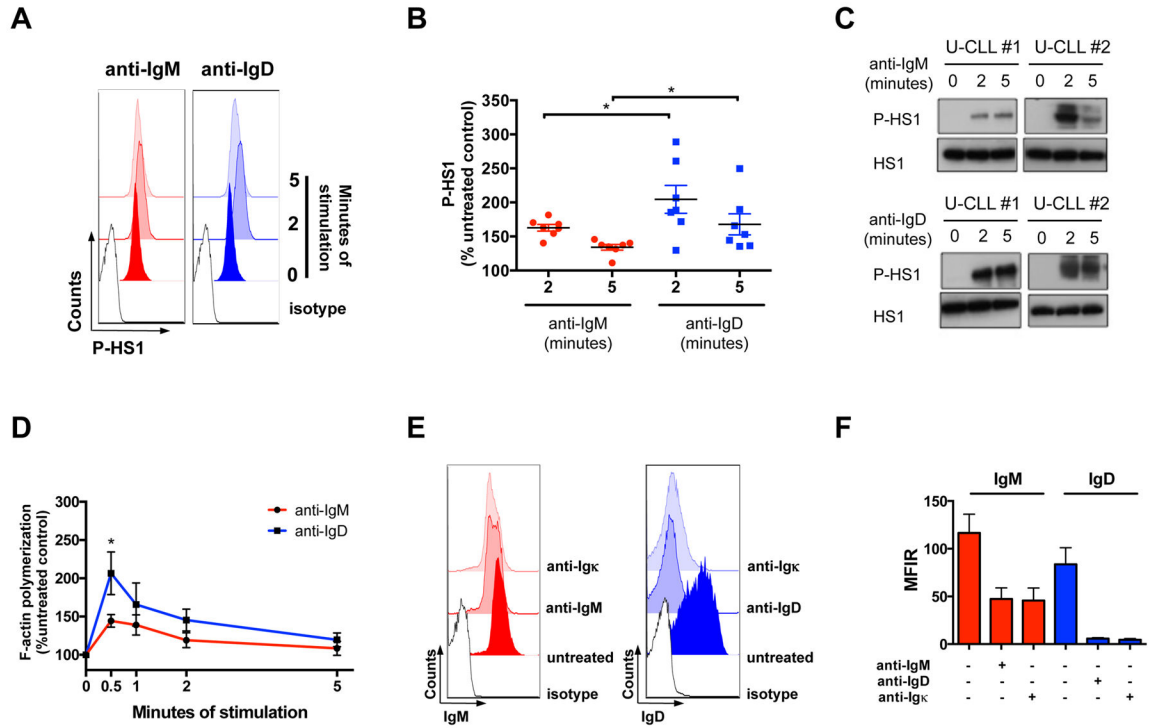 A
anti-IgM anti-IgD
5
2
0
Minutes of
stimulation
isotype
Counts
P-HS1
B
P-HS1
(% untreated control)
350
300
250
200
150
100
* *
2 5 2 5
anti-IgM anti-IgD
(minutes) (minutes)
C
U-CLL #1 U-CLL #2
anti-IgM
(minutes) 0 2 5 0 2 5
P-HS1
HS1
U-CLL #1 U-CLL #2
anti-IgD
(minutes) 0 2 5 0 2 5
P-HS1
HS1
D
F-actin polymerization
(%untreated control)
300
250
200
150
100
*
anti-IgM
anti-IgD
0 0.5 1 2 5
Minutes of stimulation
E
anti-Igκ anti-Igκ
anti-IgM anti-IgD
untreated untreated
isotype isotype
Counts Counts
IgM IgD
F
IgM IgD
MFIR
150
100
50
0
anti-IgM - + - - - -
anti-IgD - - - - + -
anti-Igκ - - + - - +